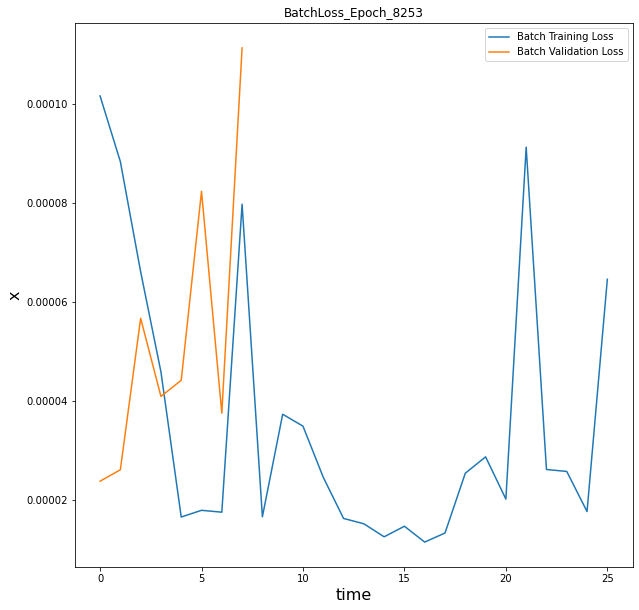 BatchLoss_Epoch_8253
Batch Training Loss
Batch Validation Loss
0.00010
0.00008
0.00006
0.00004
0.00002
x
0 5 10 15 20 25
time